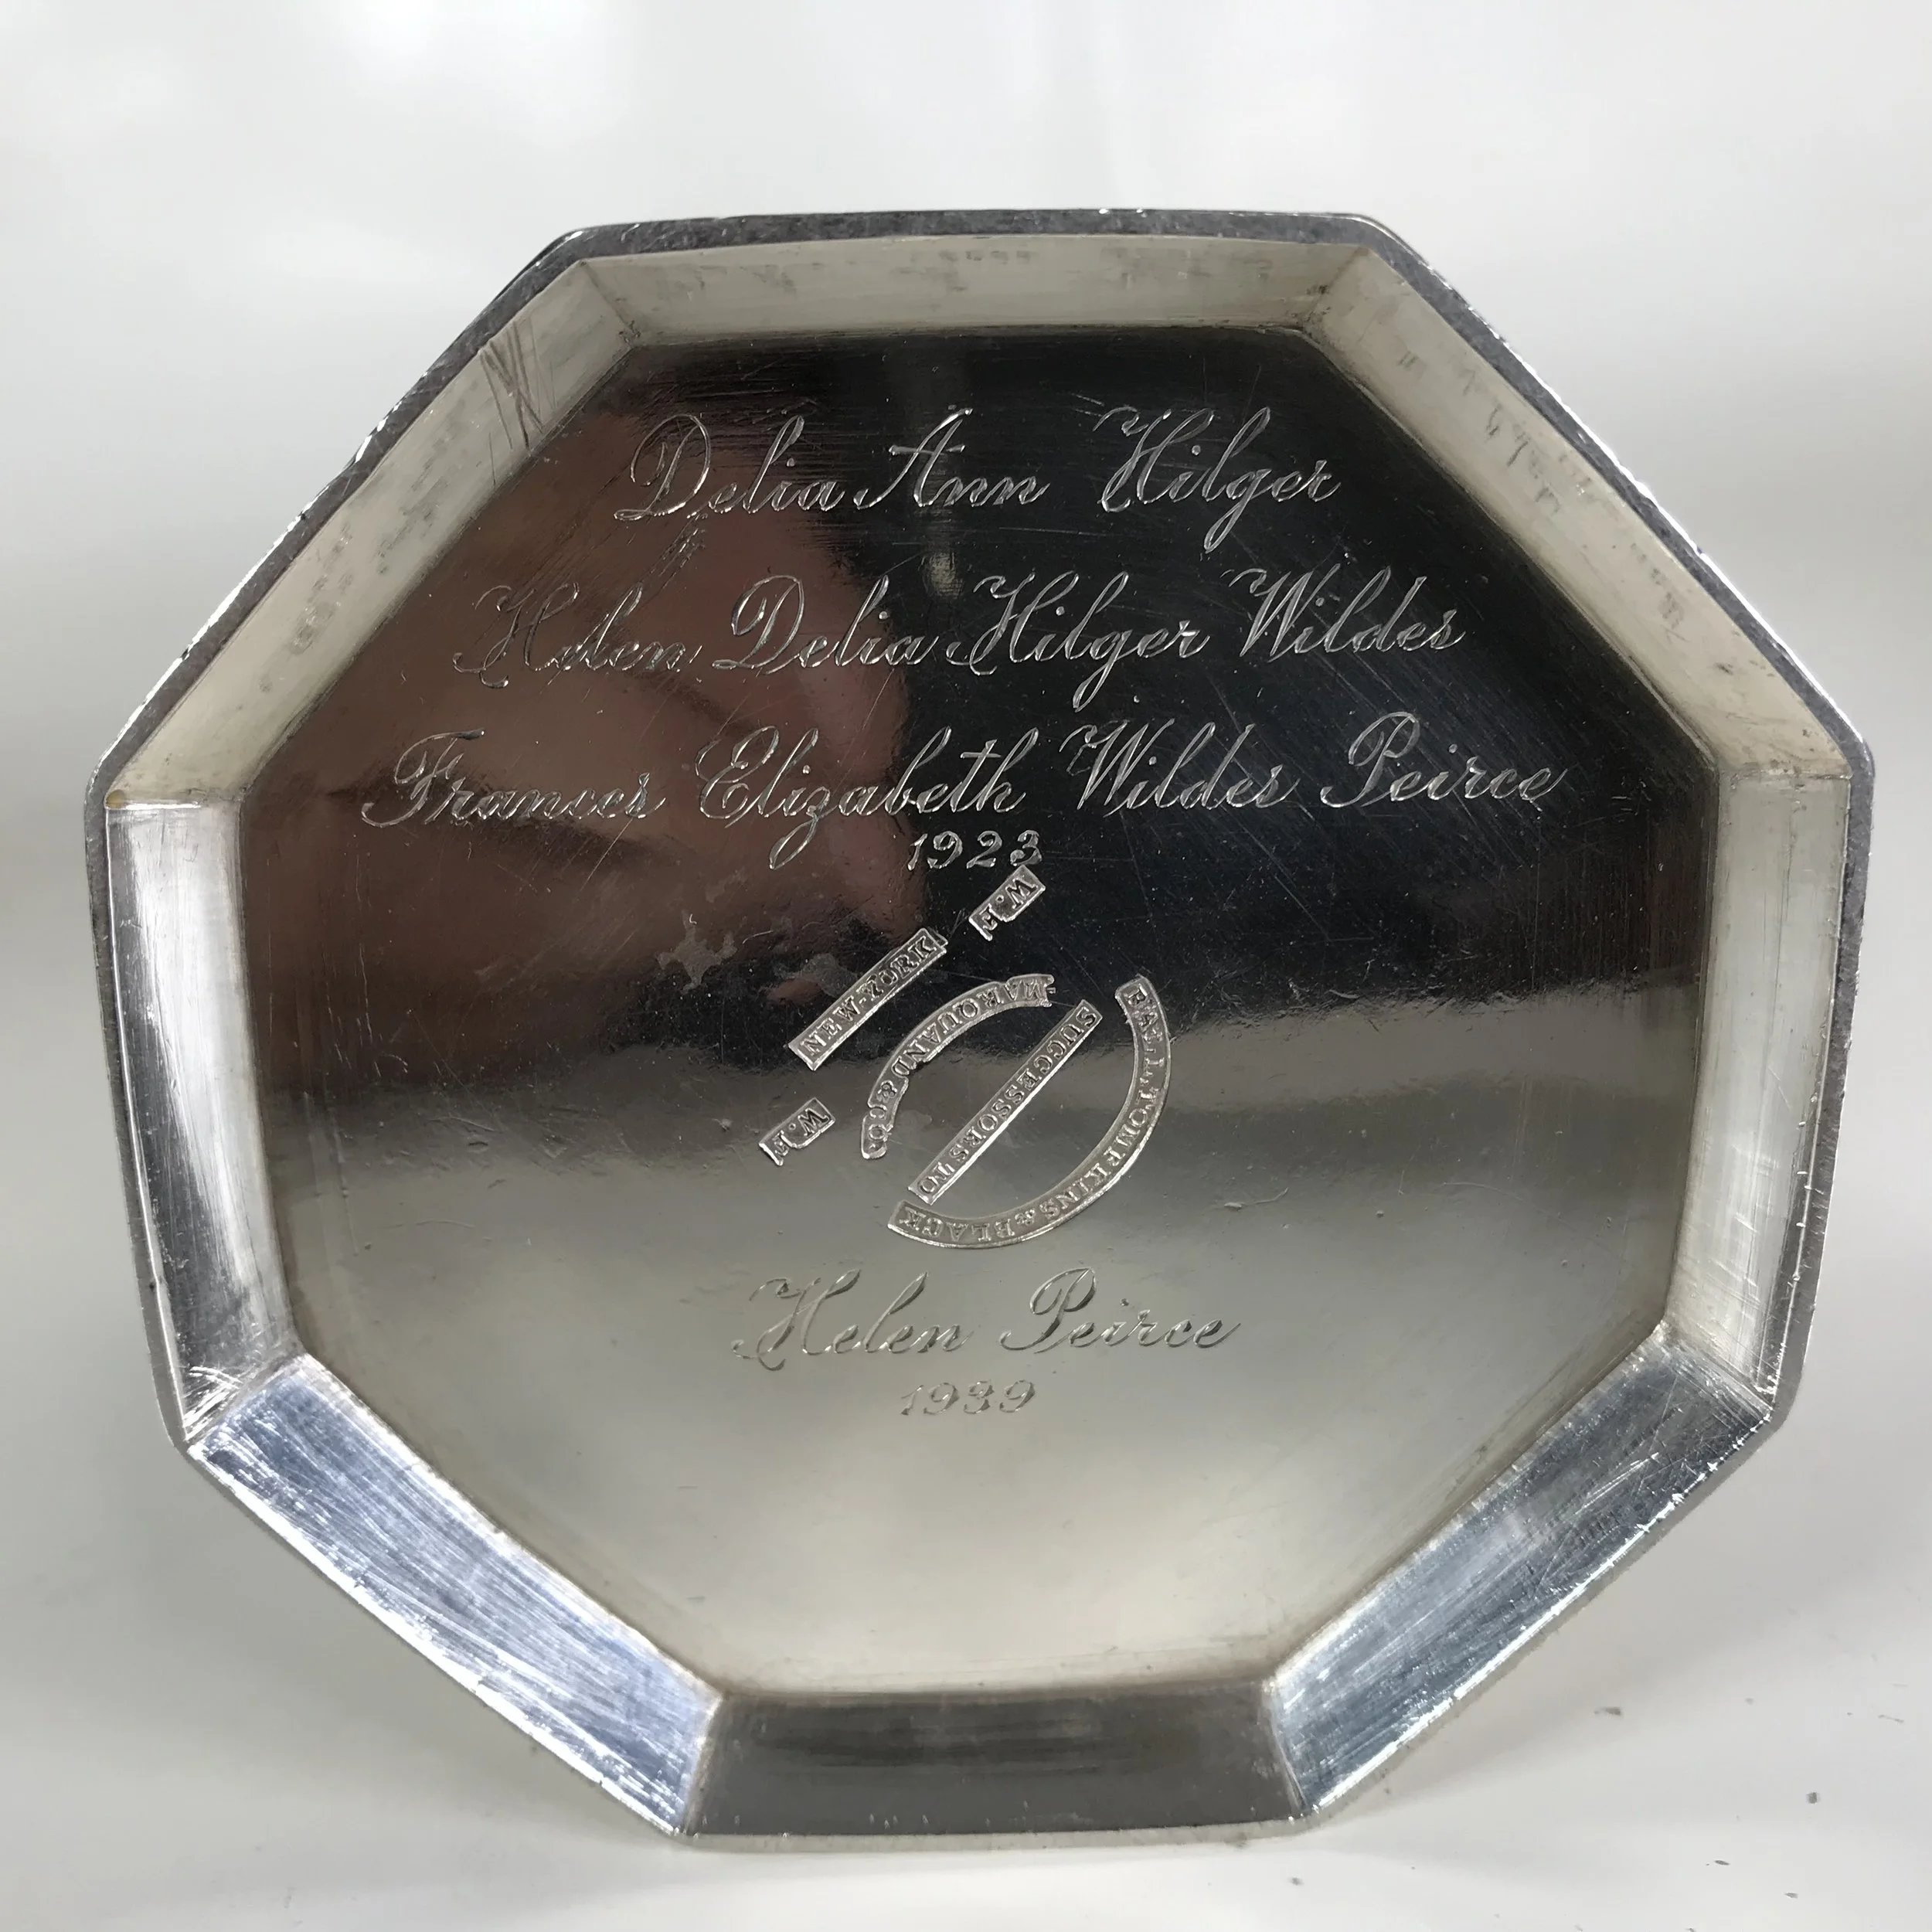 Delia Ann Hilger
Helen Delia Hilger Wildes
Frances Elizabeth Wildes Peirce
1923
W.F
NEW-YORK
W.F
MARQUAND & CO
SUCCESSORS TO
BALL, TOMPKINS & BLACK
Helen Peirce
1939